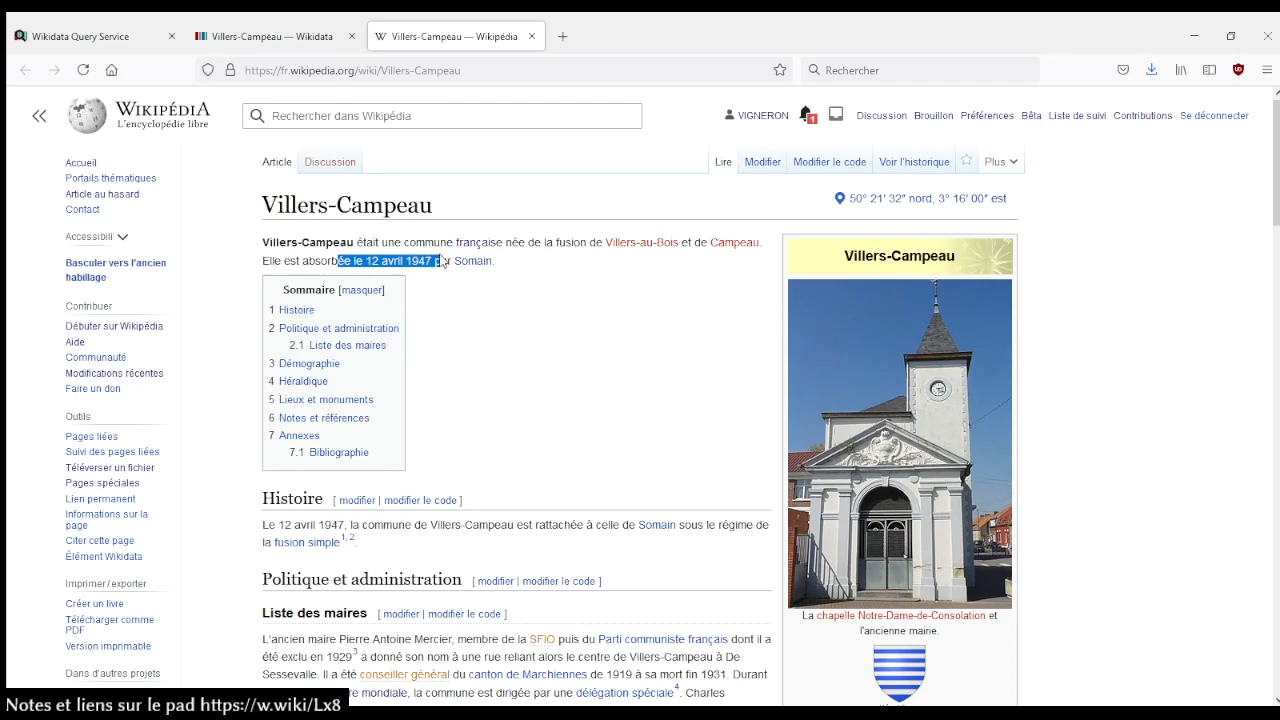 Wikidata Query Service
Villers-Campeau — Wikidata
Villers-Campeau — Wikipédia
https://fr.wikipedia.org/wiki/Villers-Campeau
Rechercher
WIKIPÉDIA
L'encyclopédie libre
Rechercher dans Wikipédia
VIGNERON
1
Discussion
Brouillon
Préférences
Bêta
Liste de suivi
Contributions
Se déconnecter
Accueil
Portails thématiques
Article au hasard
Contact
Accessibili
Basculer vers l'ancien
habillage
Contribuer
Débuter sur Wikipédia
Aide
Communauté
Modifications récentes
Faire un don
Outils
Pages liées
Suivi des pages liées
Téléverser un fichier
Pages spéciales
Lien permanent
Informations sur la
page
Citer cette page
Élément Wikidata
Imprimer / exporter
Créer un livre
Télécharger comme
PDF
Version imprimable
Dans d'autres projets
Article
Discussion
Lire
Modifier
Modifier le code
Voir l'historique
Plus
Villers-Campeau
50° 21′ 32″ nord, 3° 16′ 00″ est
Villers-Campeau était une commune française née de la fusion de Villers-au-Bois et de Campeau.
Elle est absorbée le 12 avril 1947 par Somain.
Sommaire [masquer]
1 Histoire
2 Politique et administration
2.1 Liste des maires
3 Démographie
4 Héraldique
5 Lieux et monuments
6 Notes et références
7 Annexes
7.1 Bibliographie
Histoire [ modifier | modifier le code ]
Le 12 avril 1947, la commune de Villers-Campeau est rattachée à celle de Somain sous le régime de
la fusion simple1, 2.
Politique et administration [ modifier | modifier le code ]
Liste des maires [ modifier | modifier le code ]
L'ancien maire Pierre Antoine Mercier, membre de la SFIO puis du Parti communiste français dont il a
été exclu en 19293 a donné son nom à une rue reliant alors le centre de Villers-Campeau à De
Sessevalle. Il a été conseiller général du canton de Marchiennes de 1919 à sa mort fin 1931. Durant
re mondiale, la commune est dirigée par une délégation spéciale4. Charles
Villers-Campeau
La chapelle Notre-Dame-de-Consolation et
l'ancienne mairie.
Notes et liens sur le pad https://w.wiki/Lx8